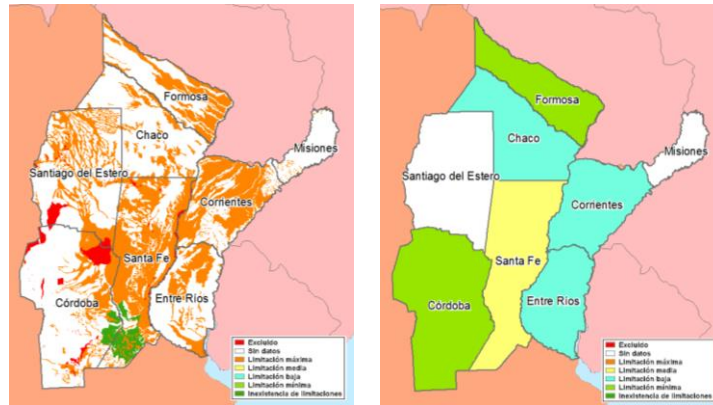 Formosa
Chaco
Misiones
Santiago del Estero
Corrientes
Santa Fe
Córdoba
Entre Ríos
Excluido
Sin datos
Limitación máxima
Limitación media
Limitación baja
Limitación mínima
Inexistencia de limitaciones
Formosa
Chaco
Misiones
Santiago del Estero
Corrientes
Santa Fe
Córdoba
Entre Ríos
Excluido
Sin datos
Limitación máxima
Limitación media
Limitación baja
Limitación mínima
Inexistencia de limitaciones